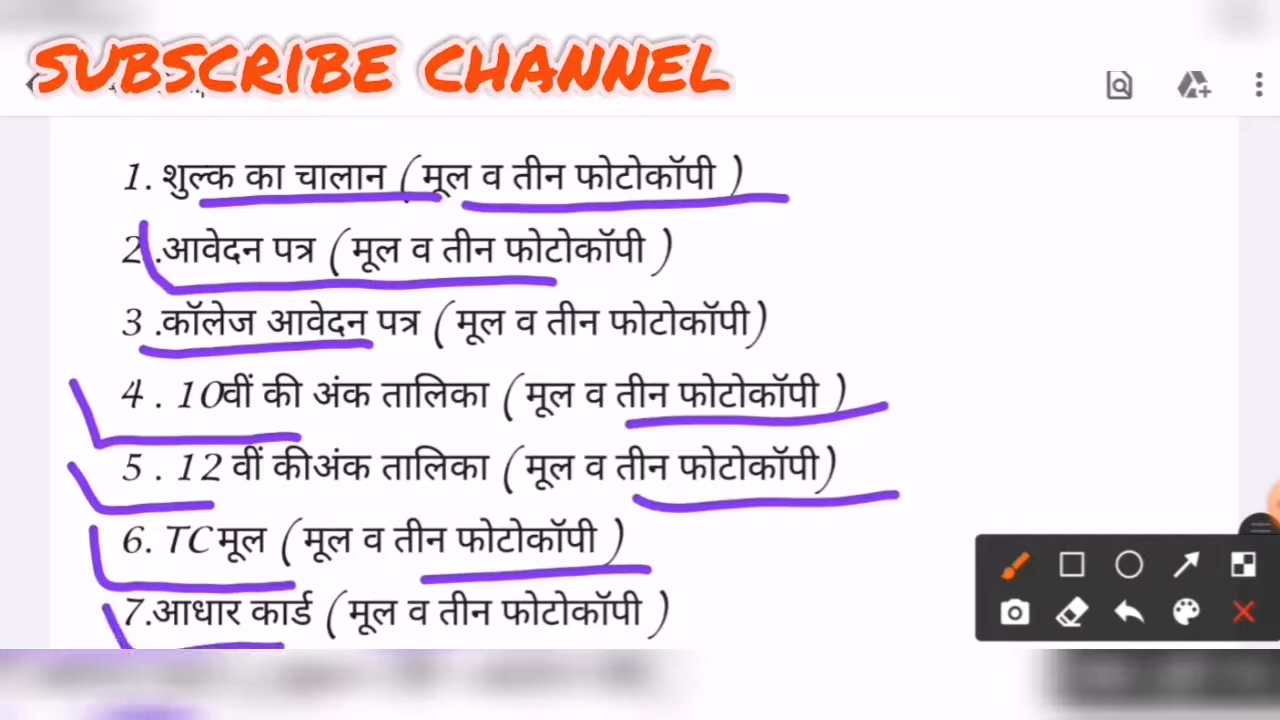 SUBSCRIBE CHANNEL
1. शुल्क का चालान (मूल व तीन फोटोकॉपी )
2 .आवेदन पत्र (मूल व तीन फोटोकॉपी )
3 .कॉलेज आवेदन पत्र (मूल व तीन फोटोकॉपी)
4 . 10वीं की अंक तालिका (मूल व तीन फोटोकॉपी )
5 . 12 वीं कीअंक तालिका (मूल व तीन फोटोकॉपी)
6. TC मूल (मूल व तीन फोटोकॉपी )
7.आधार कार्ड (मूल व तीन फोटोकॉपी )